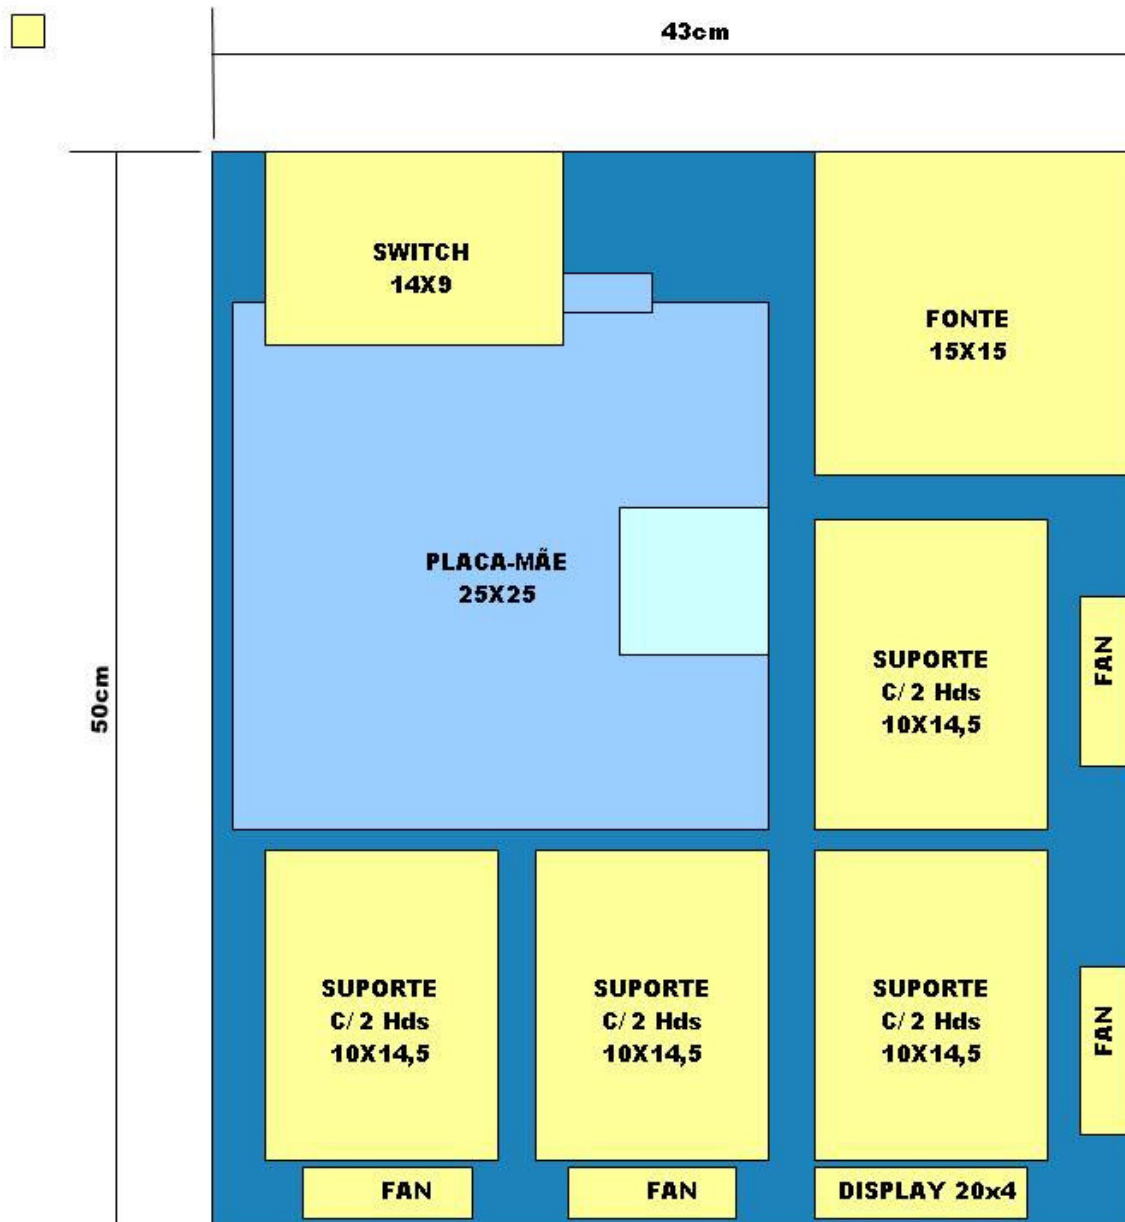 43cm
SWITCH
14X9
FONTE
15X15
PLACA-MÃE
25X25
50cm
SUPORTE
C/ 2 Hds
10X14,5
FAN
SUPORTE
C/ 2 Hds
10X14,5
SUPORTE
C/ 2 Hds
10X14,5
SUPORTE
C/ 2 Hds
10X14,5
FAN
FAN
FAN
DISPLAY 20x4